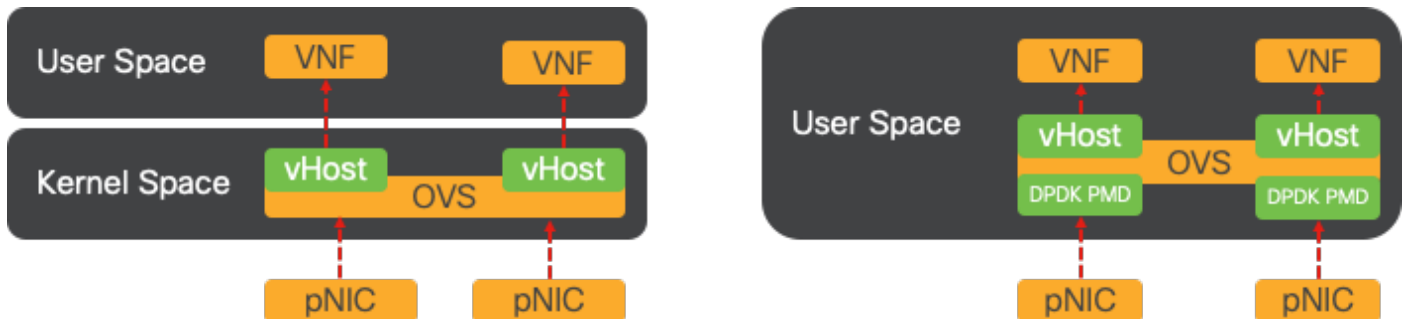 User Space
VNF
VNF
Kernel Space
vHost
vHost
OVS
pNIC
pNIC
User Space
VNF
VNF
vHost
vHost
OVS
DPDK PMD
DPDK PMD
pNIC
pNIC